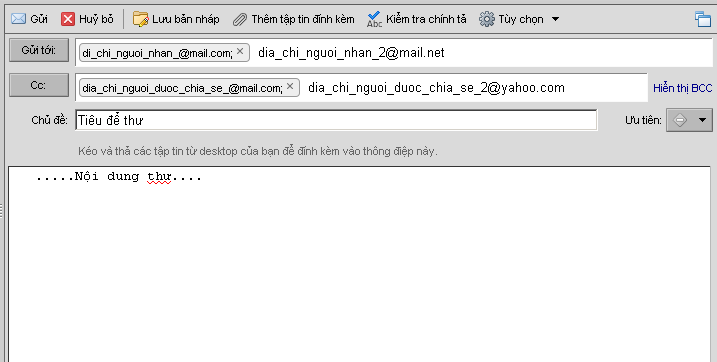 Gửi Huỷ bỏ Lưu bản nháp Thêm tập tin đính kèm Abc Kiểm tra chính tả Tùy chọn
Gửi tới: di_chi_nguoi_nhan_@mail.com; dia_chi_nguoi_nhan_2@mail.net
Cc: dia_chi_nguoi_duoc_chia_se_@mail.com; dia_chi_nguoi_duoc_chia_se_2@yahoo.com Hiển thị BCC
Chủ đề: Tiêu để thư Ưu tiên:
Kéo và thả các tập tin từ desktop của bạn để đính kèm vào thông điệp này.
.....Nội dung thư....